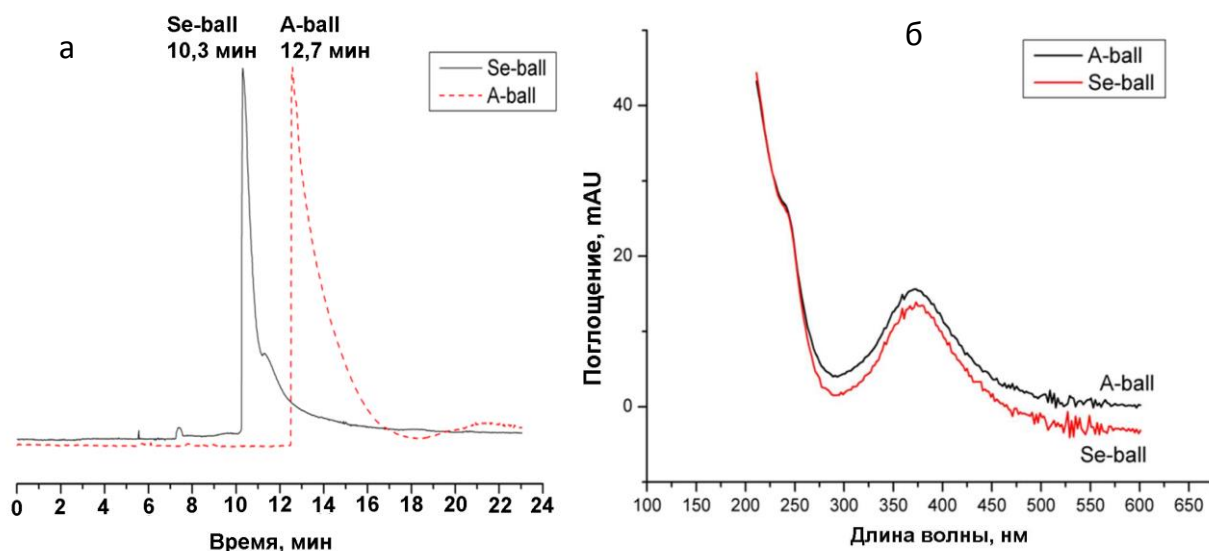 а
Se-ball
10,3 мин
A-ball
12,7 мин
Se-ball
A-ball
0 2 4 6 8 10 12 14 16 18 20 22 24
Время, мин
б
A-ball
Se-ball
Поглощение, mAU
40
20
0
A-ball
Se-ball
100 150 200 250 300 350 400 450 500 550 600 650
Длина волны, нм